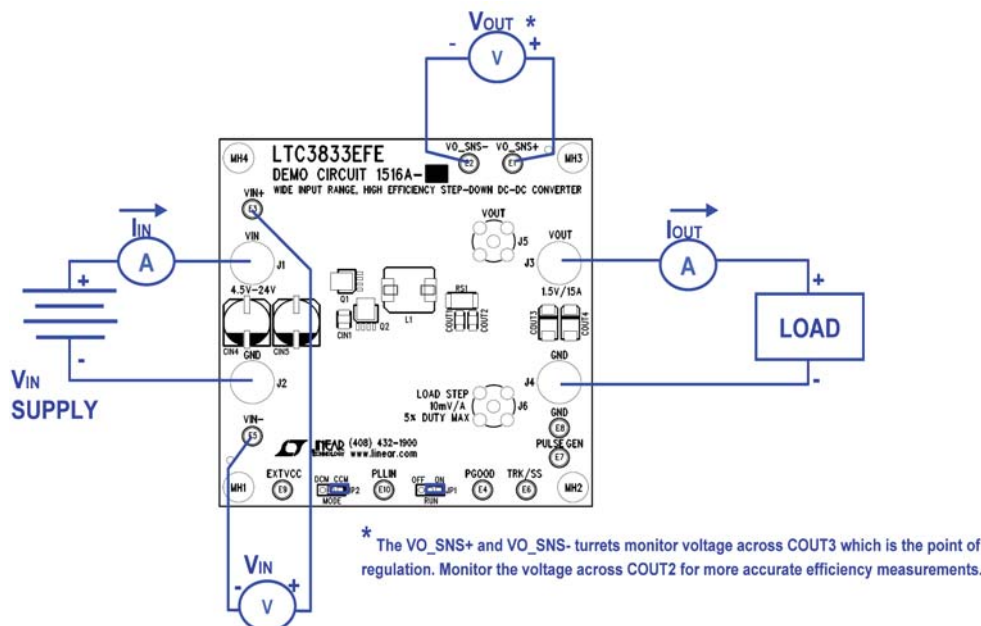 VOUT *
- V +
VO_SNS- VO_SNS+
E2 E1
MH4
MH3
LTC3833EFE
DEMO CIRCUIT 1516A-
WIDE INPUT RANGE, HIGH EFFICIENCY STEP-DOWN DC-DC CONVERTER
VIN+
E3
IIN
A
VIN
J1
4.5V-24V
VOUT
J5
VOUT
J3
1.5V/15A
IOUT
A
+
LOAD
-
+
-
VIN
SUPPLY
Q1
Q2
L1
RS1
CIN1
COUT1
COUT2
COUT3
COUT4
CIN4
CIN5
GND
J2
GND
J4
LOAD STEP
10mV/A
5% DUTY MAX
J6
VIN-
E5
GND
E8
PULSE GEN
E7
LINEAR TECHNOLOGY
(408) 432-1900
www.linear.com
MH1
EXTVCC
E9
DCM CCM
JP2
MODE
PLLIN
E10
OFF ON
JP1
RUN
PGOOD
E4
TRK/SS
E6
MH2
VIN
- V +
* The VO_SNS+ and VO_SNS- turrets monitor voltage across COUT3 which is the point of
regulation. Monitor the voltage across COUT2 for more accurate efficiency measurements.